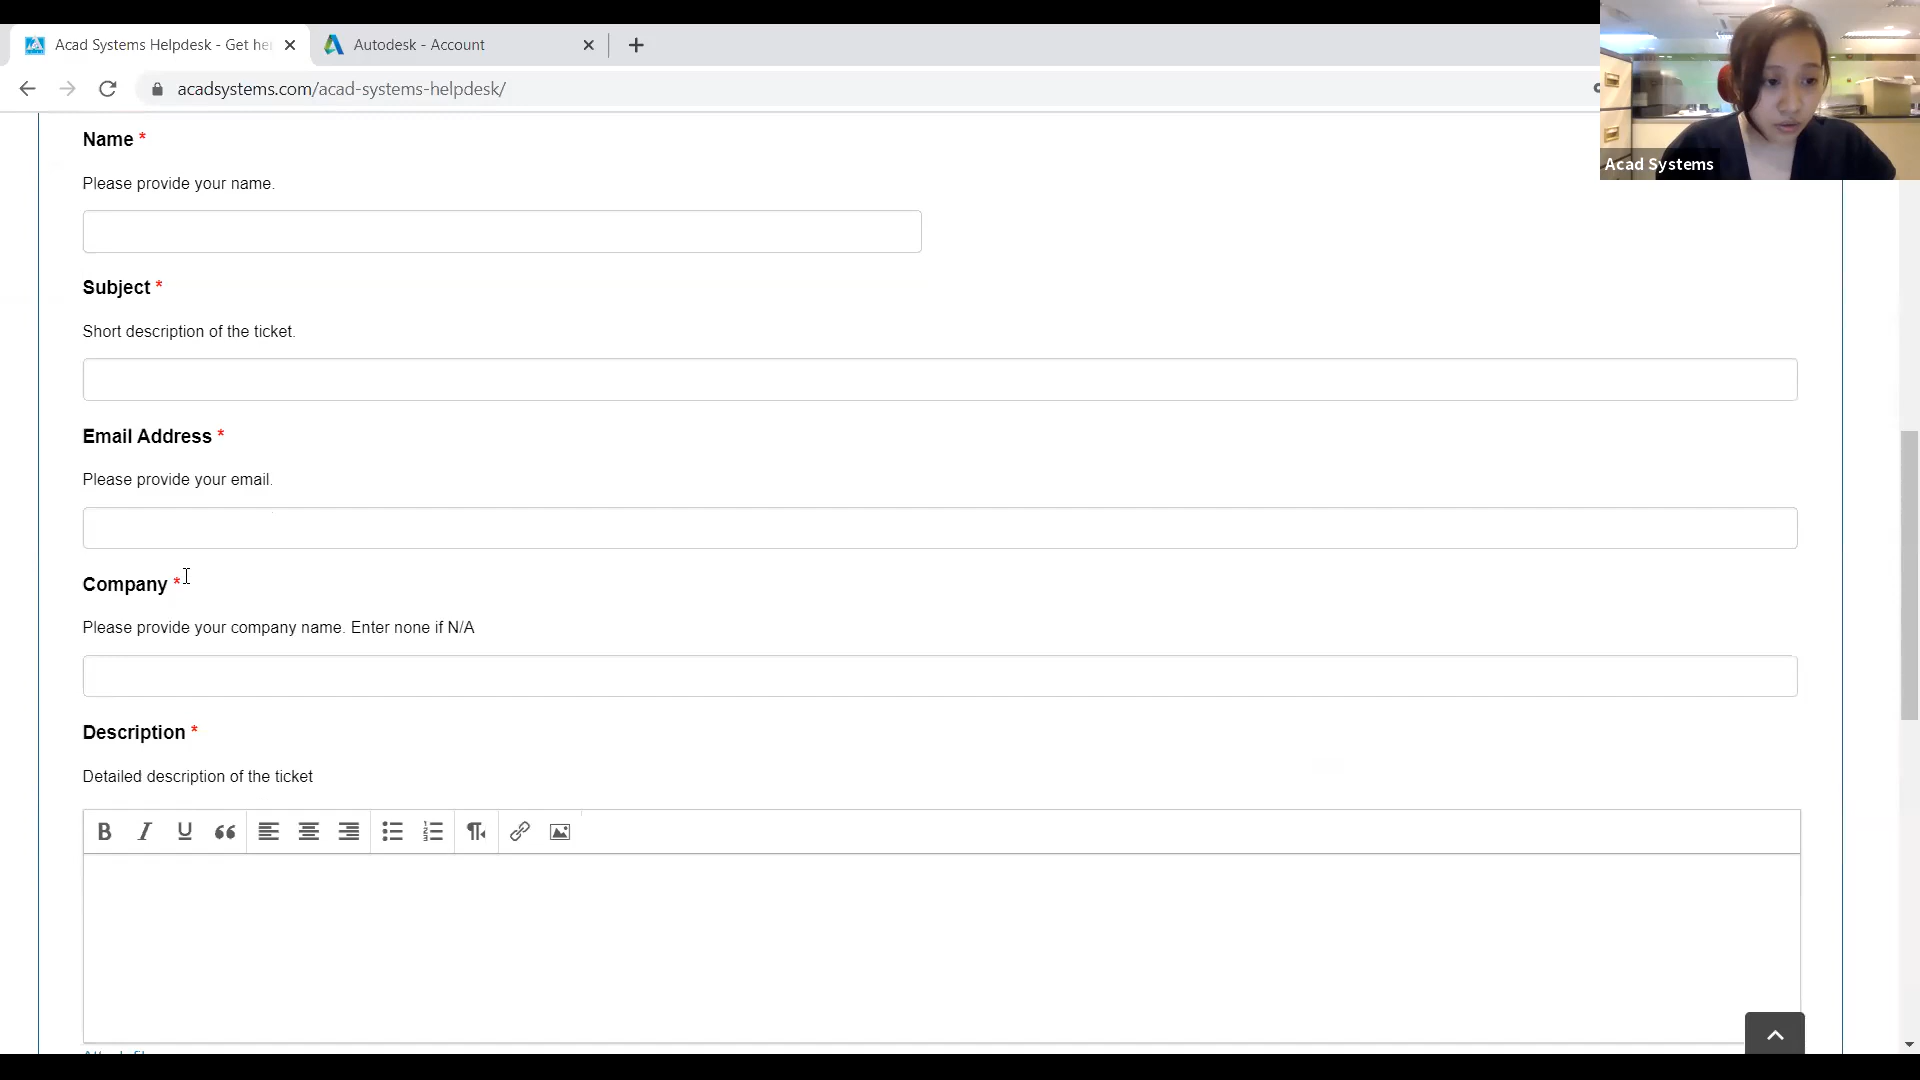 Acad Systems Helpdesk - Get he
Autodesk - Account
acadsystems.com/acad-systems-helpdesk/
Acad Systems
Name *
Please provide your name.
Subject *
Short description of the ticket.
Email Address *
Please provide your email.
Company *
Please provide your company name. Enter none if N/A
Description *
Detailed description of the ticket
B I U